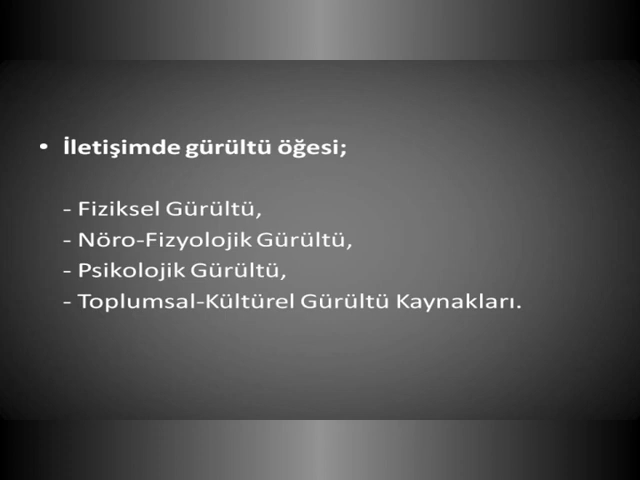 • İletişimde gürültü öğesi;
- Fiziksel Gürültü,
- Nöro-Fizyolojik Gürültü,
- Psikolojik Gürültü,
- Toplumsal-Kültürel Gürültü Kaynakları.